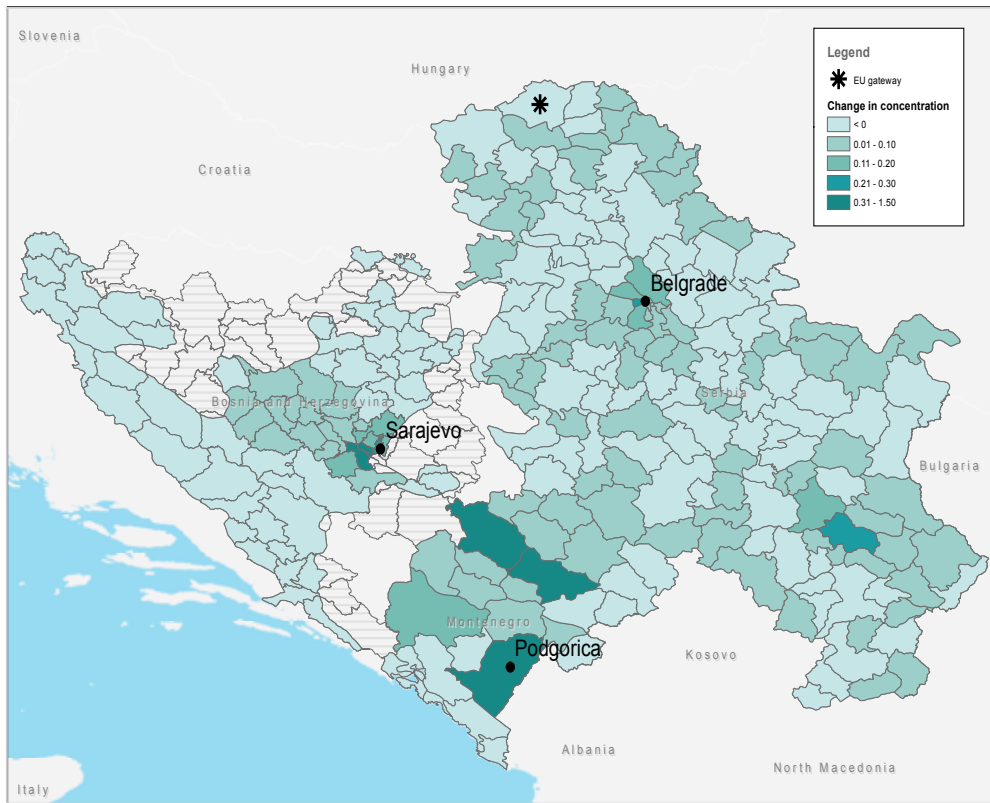 Slovenia
Hungary
Legend
EU gateway
Change in concentration
< 0
0.01 - 0.10
0.11 - 0.20
0.21 - 0.30
0.31 - 1.50
Croatia
Belgrade
Serbia
Bosnia and Herzegovina
Sarajevo
Bulgaria
Montenegro
Podgorica
Kosovo
Albania
North Macedonia
Italy